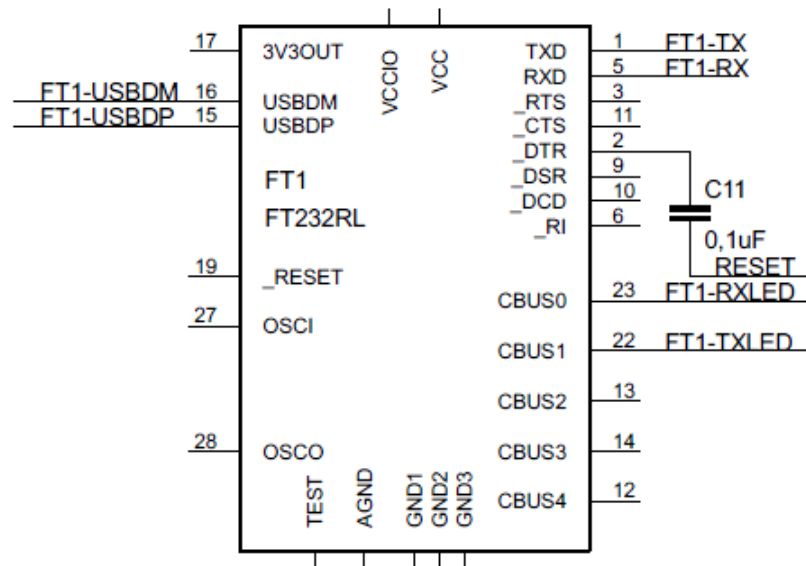 17 3V3OUT VCCIO VCC TXD 1 FT1-TX
RXD 5 FT1-RX
FT1-USBDM 16 USBDM _RTS 3
FT1-USBDP 15 USBDP _CTS 11
_DTR 2
_DSR 9
FT1 _DCD 10 C11
FT232RL _RI 6
0,1uF
19 _RESET RESET
CBUS0 23 FT1-RXLED
27 OSCI
CBUS1 22 FT1-TXLED
CBUS2 13
28 OSCO CBUS3 14
TEST AGND GND1 GND2 GND3 CBUS4 12